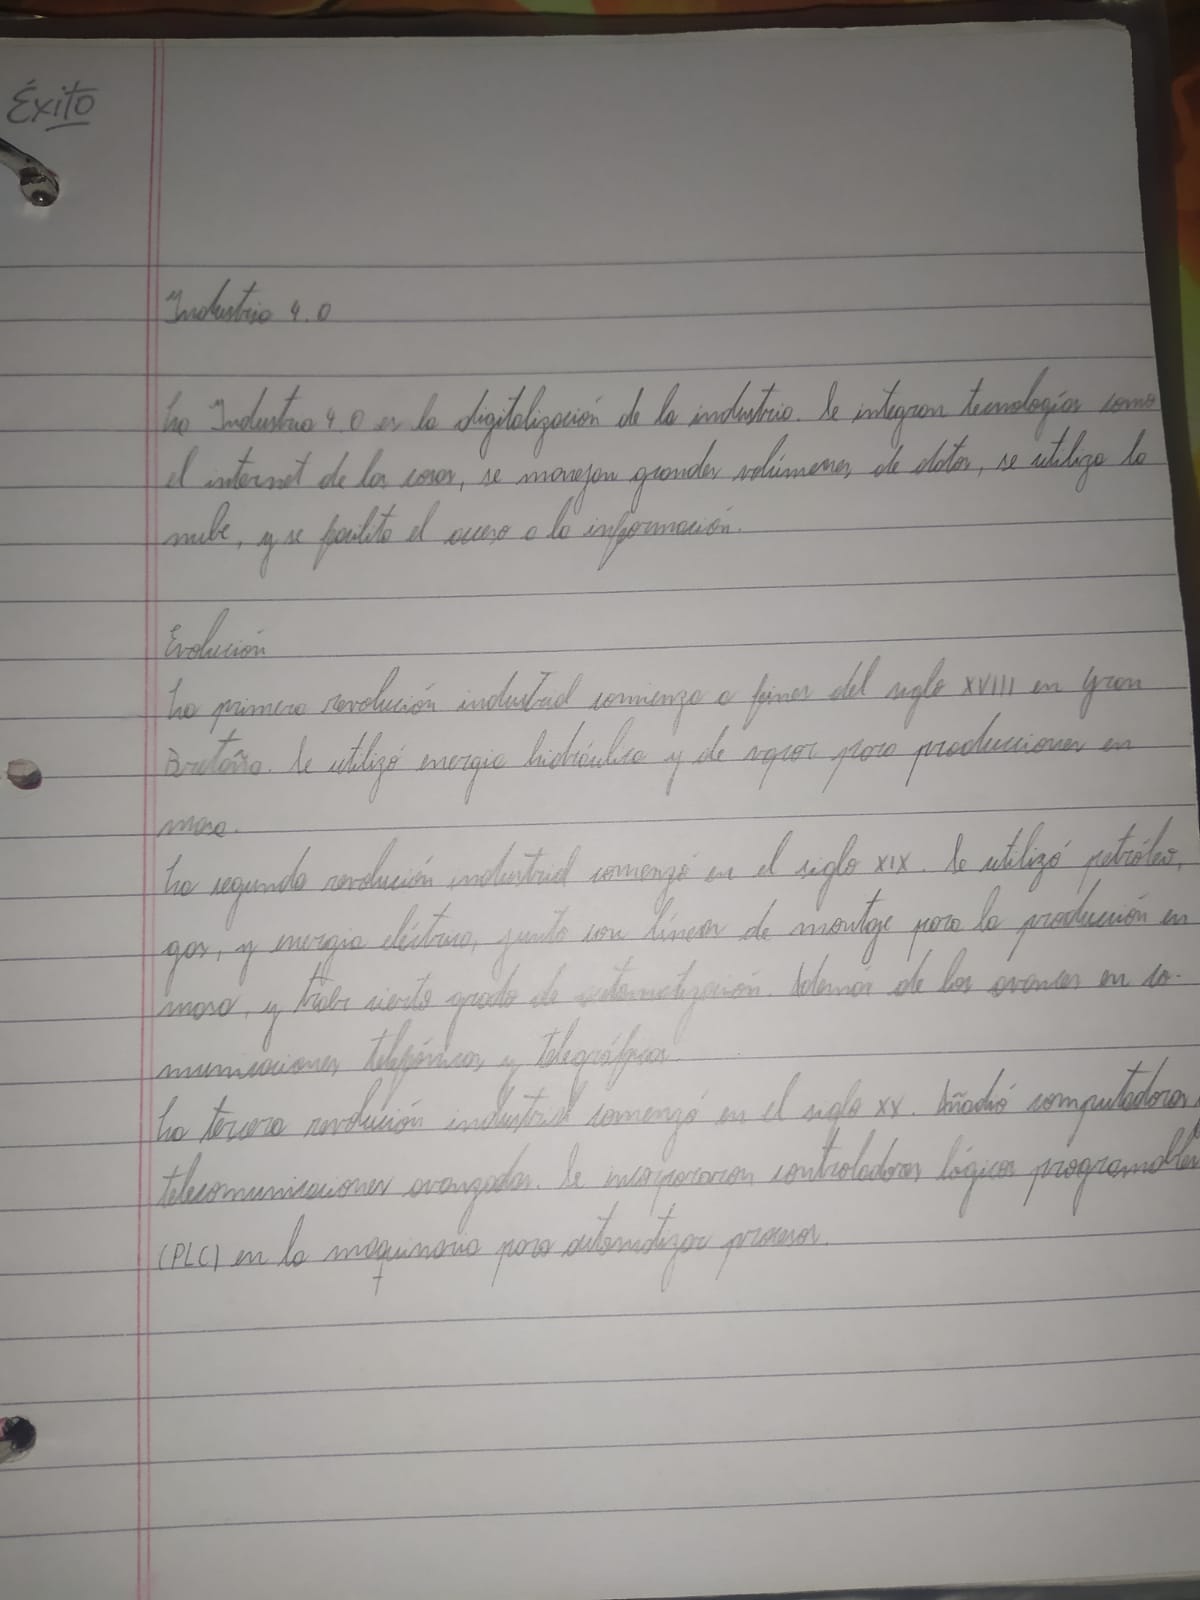 Éxito
Industria 4.0
La Industria 4.0 es la digitalización de la industria. Se integran tecnologías como
el internet de las cosas, se manejan grandes volúmenes de datos, se utiliza la
nube, y se facilita el acceso a la información.
Evolución
La primera revolución industrial comienza a fines del siglo XVIII en Gran
Bretaña. Se utilizó energía hidráulica y de vapor para producciones en
masa.
La segunda revolución industrial comenzó en el siglo XIX. Se utilizó petróleo,
gas, y energía eléctrica, junto con líneas de montaje para la producción en
masa, y cierto grado de automatización. Además de los avances en co-
municaciones telefónicas y telegráficas.
La tercera revolución industrial comenzó en el siglo XX. Añadió computadoras,
telecomunicaciones avanzadas. Se incorporaron controladores lógicos programables
(PLC) en la maquinaria para automatizar procesos.